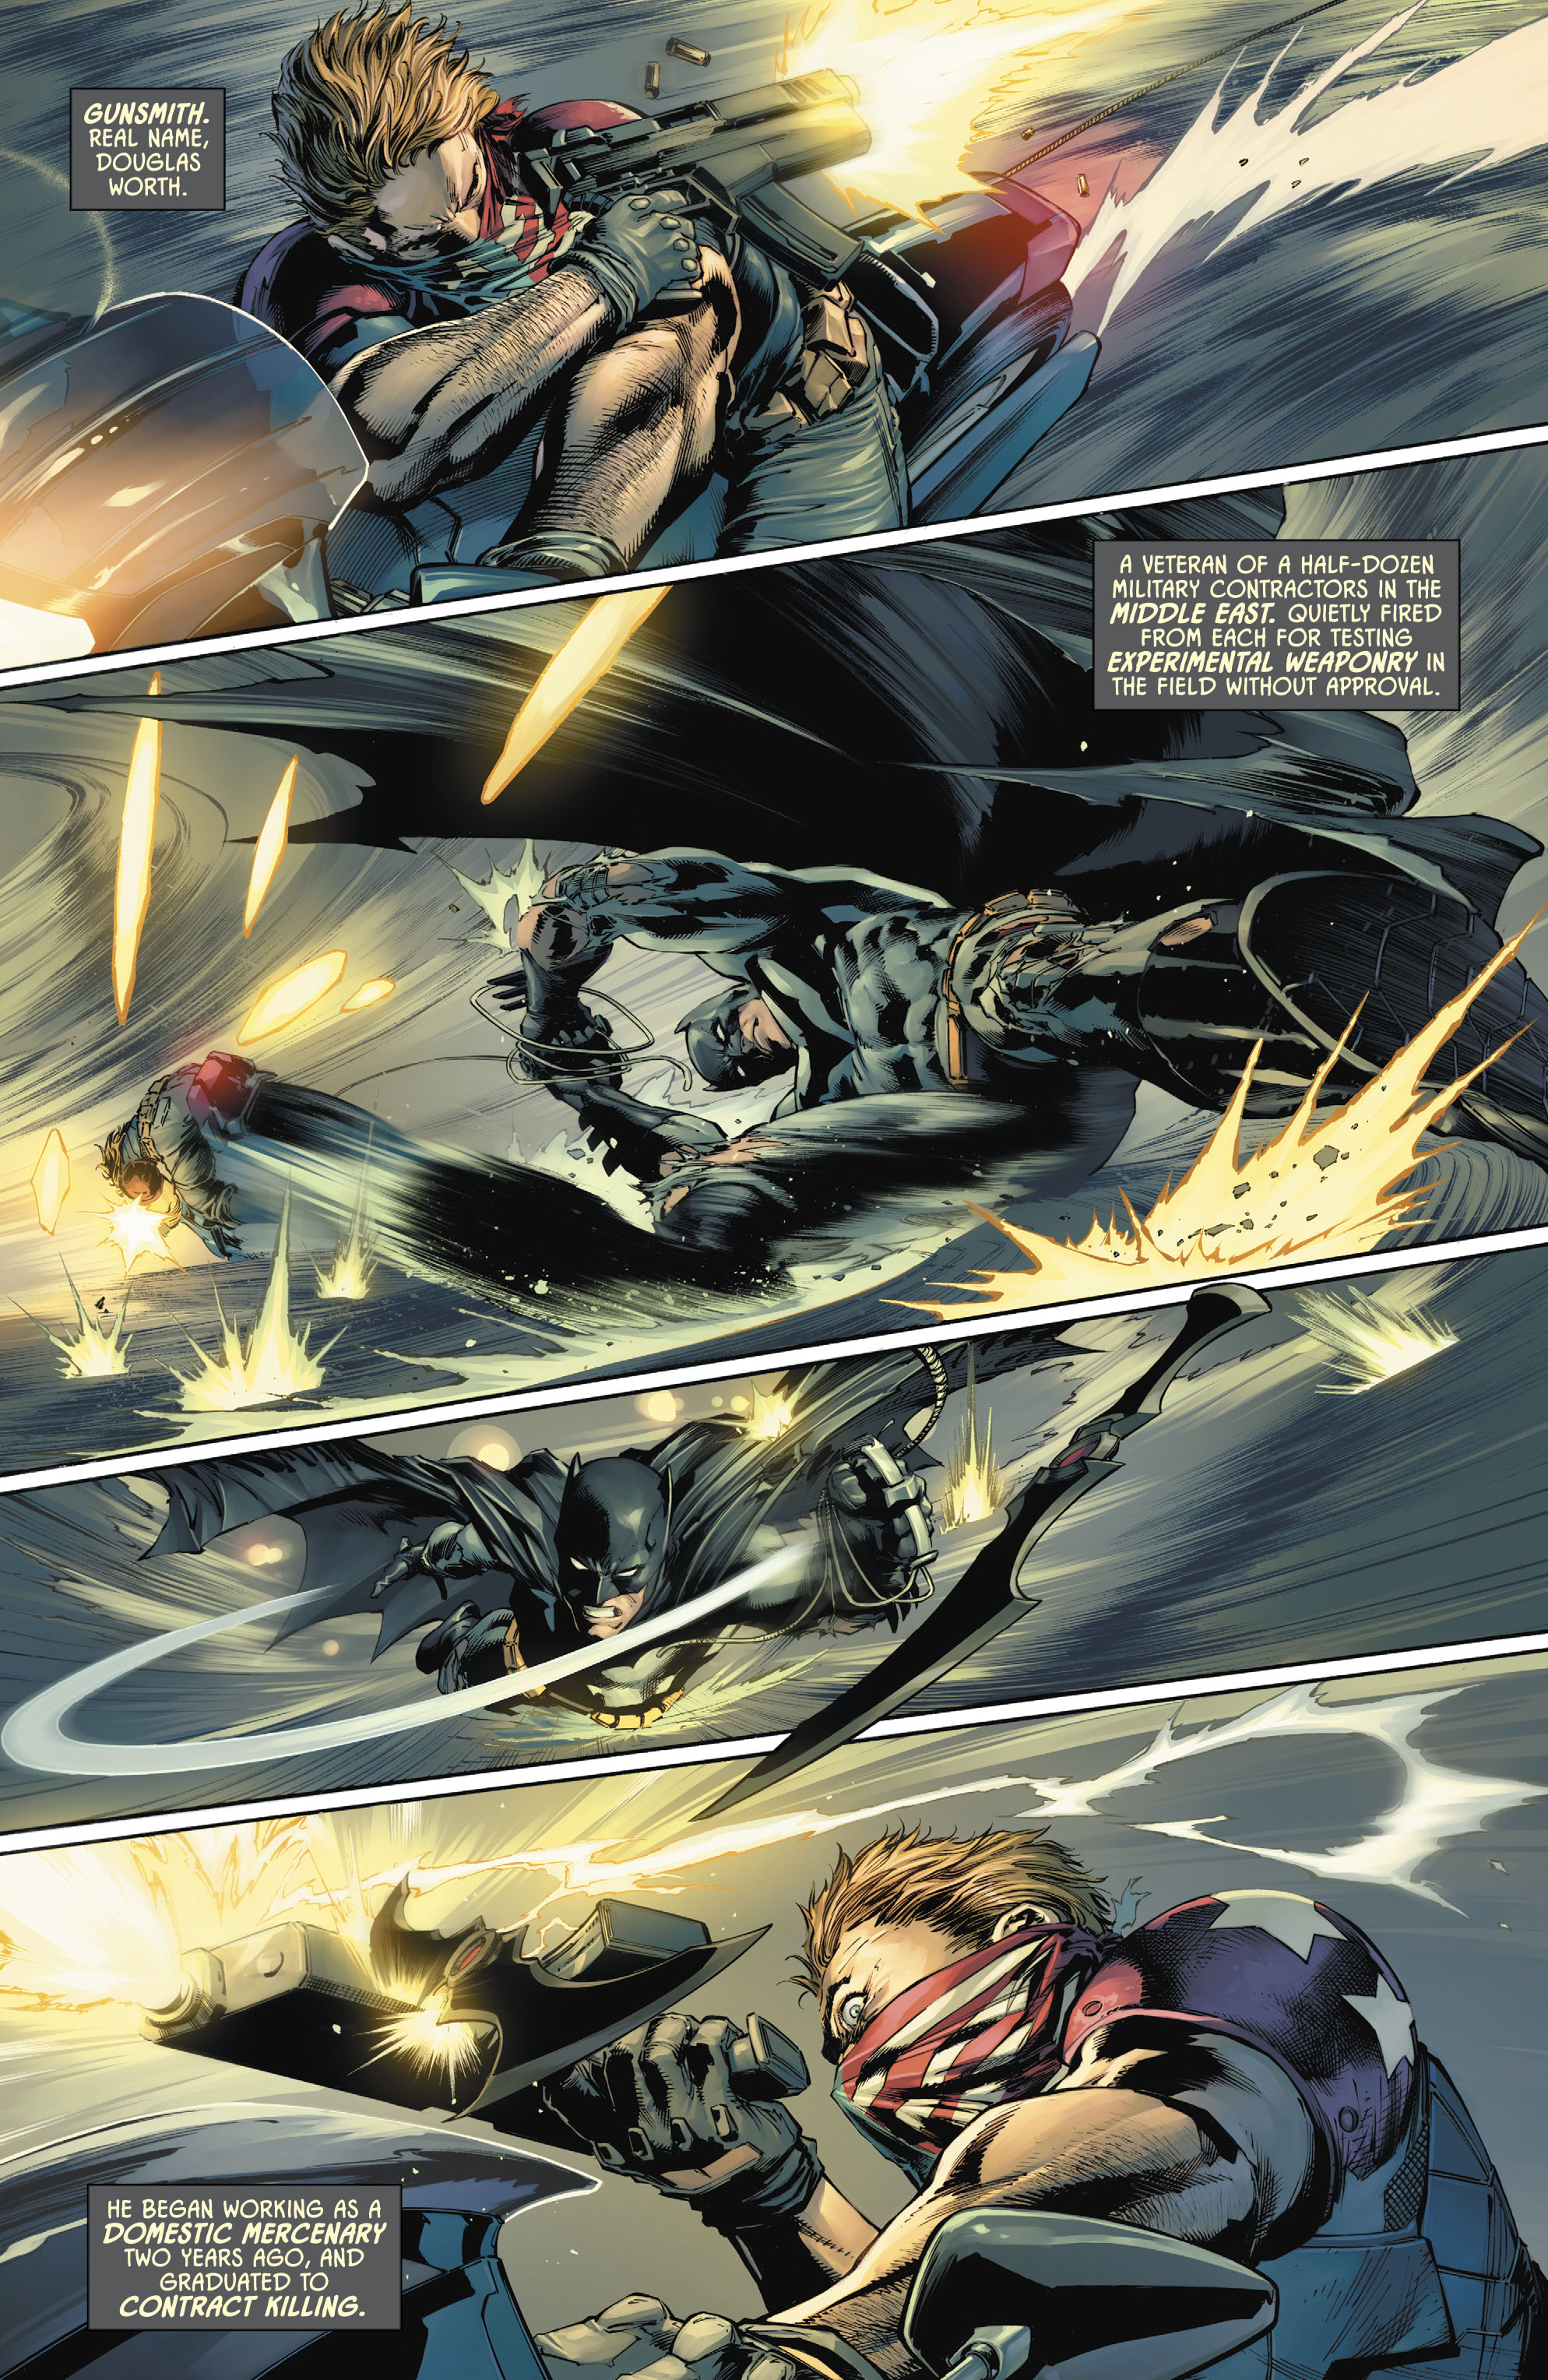 GUNSMITH.
REAL NAME,
DOUGLAS
WORTH.
A VETERAN OF A HALF-DOZEN
MILITARY CONTRACTORS IN THE
MIDDLE EAST. QUIETLY FIRED
FROM EACH FOR TESTING
EXPERIMENTAL WEAPONRY IN
THE FIELD WITHOUT APPROVAL.
HE BEGAN WORKING AS A
DOMESTIC MERCENARY
TWO YEARS AGO, AND
GRADUATED TO
CONTRACT KILLING.